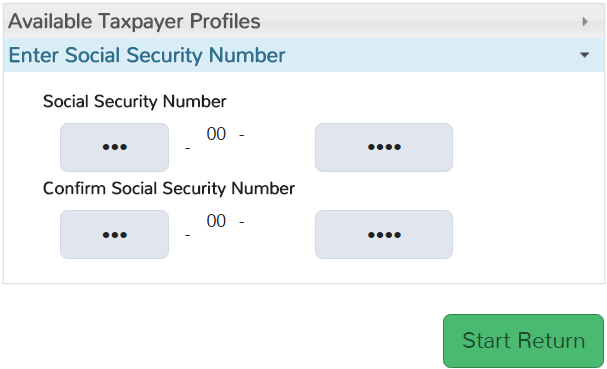 Available Taxpayer Profiles
Enter Social Security Number
Social Security Number
••• - 00 - ••••
Confirm Social Security Number
••• - 00 - ••••
Start Return